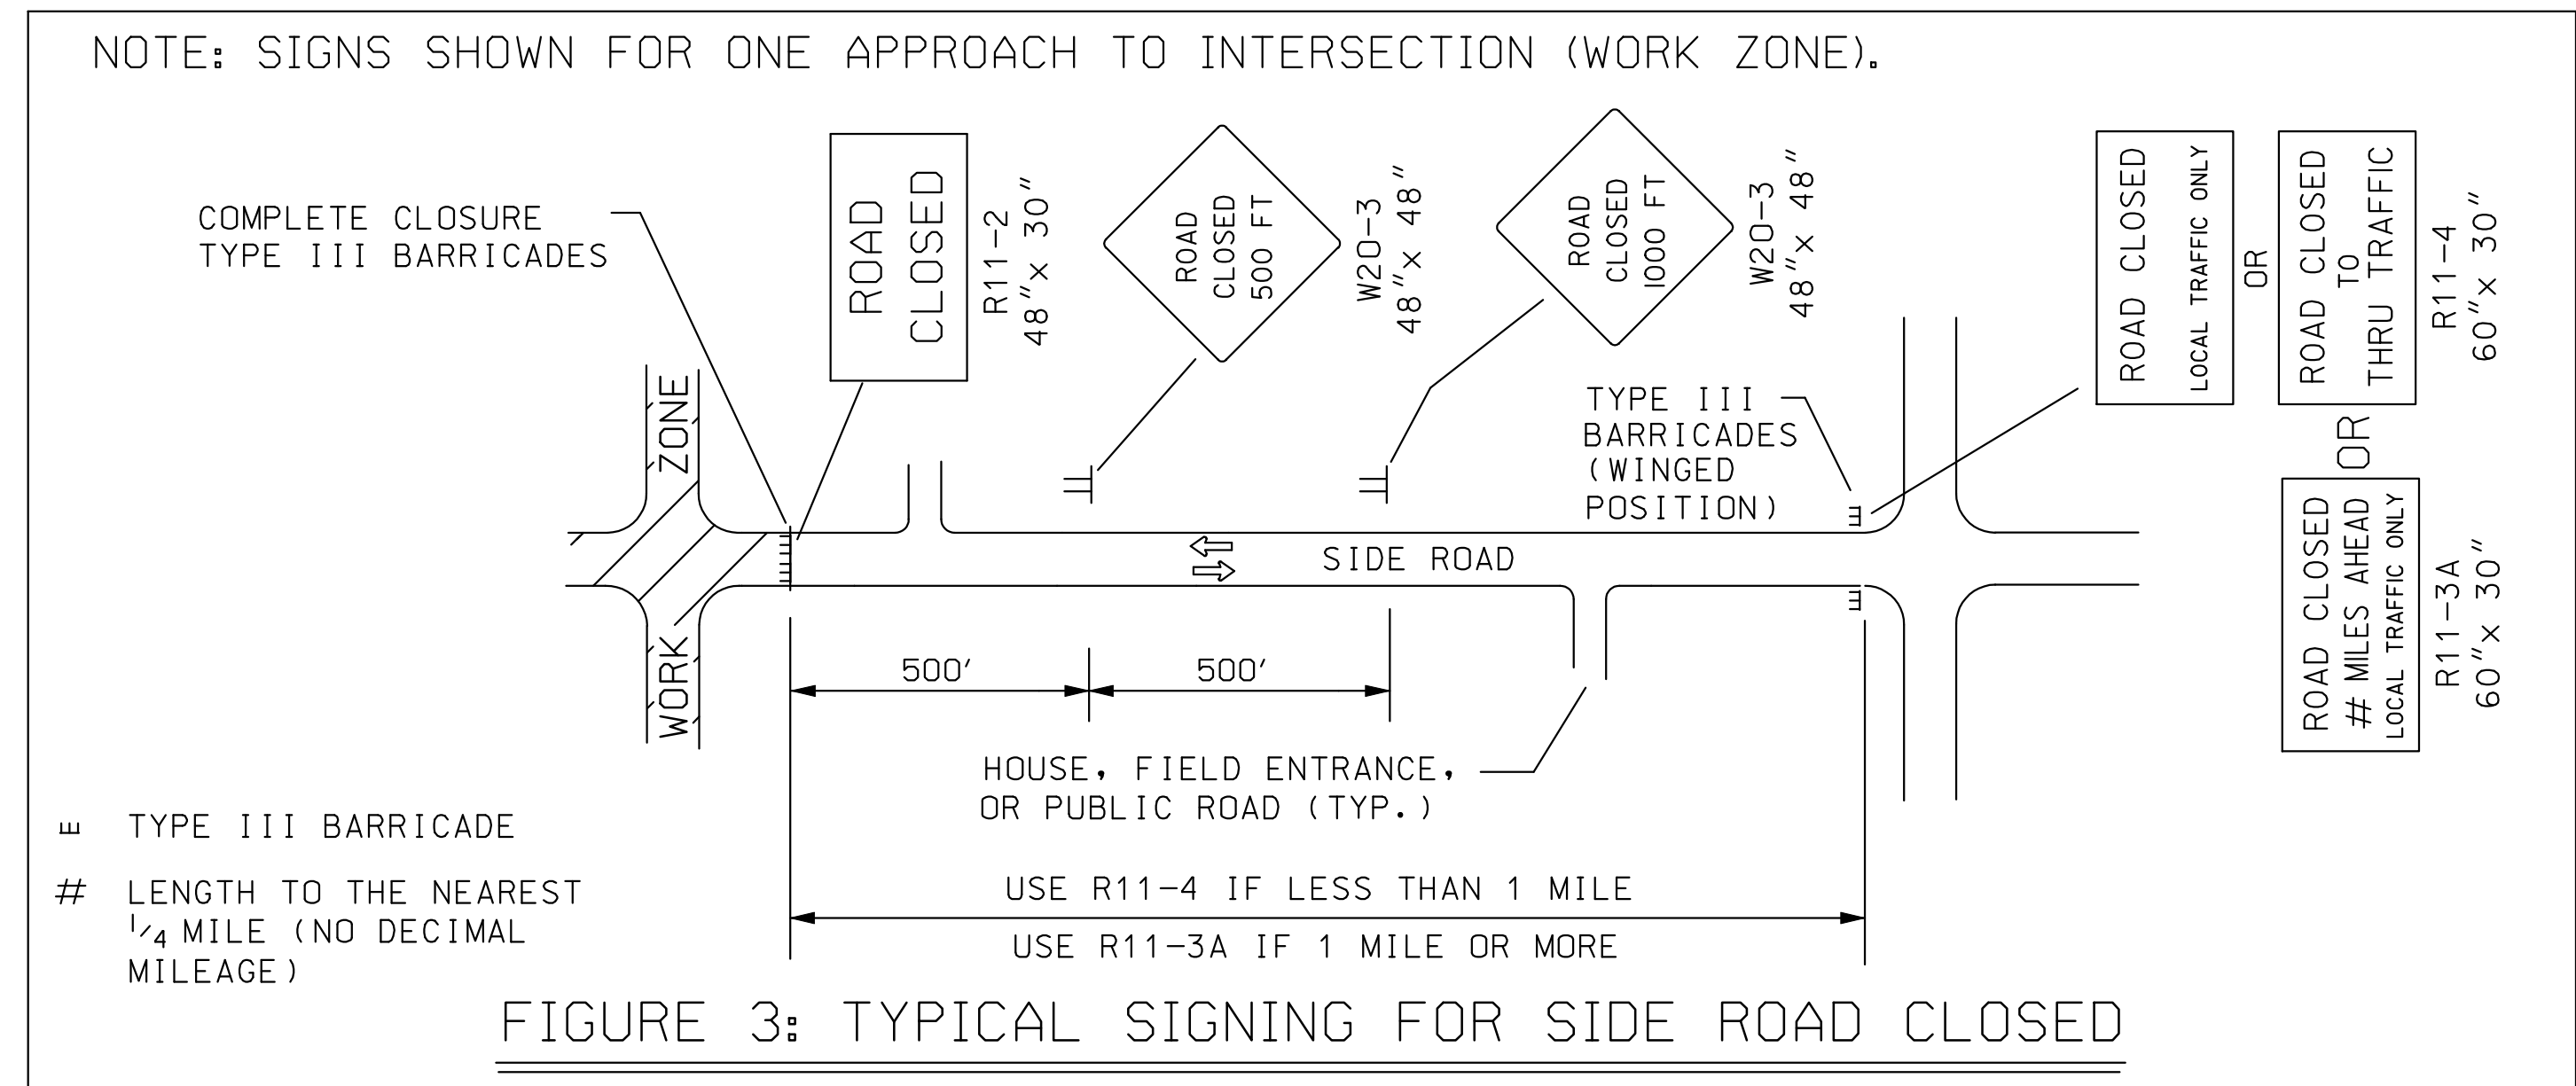 NOTE: SIGNS SHOWN FOR ONE APPROACH TO INTERSECTION (WORK ZONE).
COMPLETE CLOSURE
TYPE III BARRICADES
ROAD
CLOSED
R11-2
48"x 30"
ROAD
CLOSED
500 FT
W20-3
48"x 48"
ROAD
CLOSED
1000 FT
W20-3
48"x 48"
TYPE III
BARRICADES
(WINGED
POSITION)
ROAD CLOSED
LOCAL TRAFFIC ONLY
OR
ROAD CLOSED
TO
THRU TRAFFIC
R11-4
60"x 30"
OR
ROAD CLOSED
# MILES AHEAD
LOCAL TRAFFIC ONLY
R11-3A
60"x 30"
WORK ZONE
SIDE ROAD
500'
500'
HOUSE, FIELD ENTRANCE,
OR PUBLIC ROAD (TYP.)
TYPE III BARRICADE
# LENGTH TO THE NEAREST
1/4 MILE (NO DECIMAL
MILEAGE)
USE R11-4 IF LESS THAN 1 MILE
USE R11-3A IF 1 MILE OR MORE
FIGURE 3: TYPICAL SIGNING FOR SIDE ROAD CLOSED